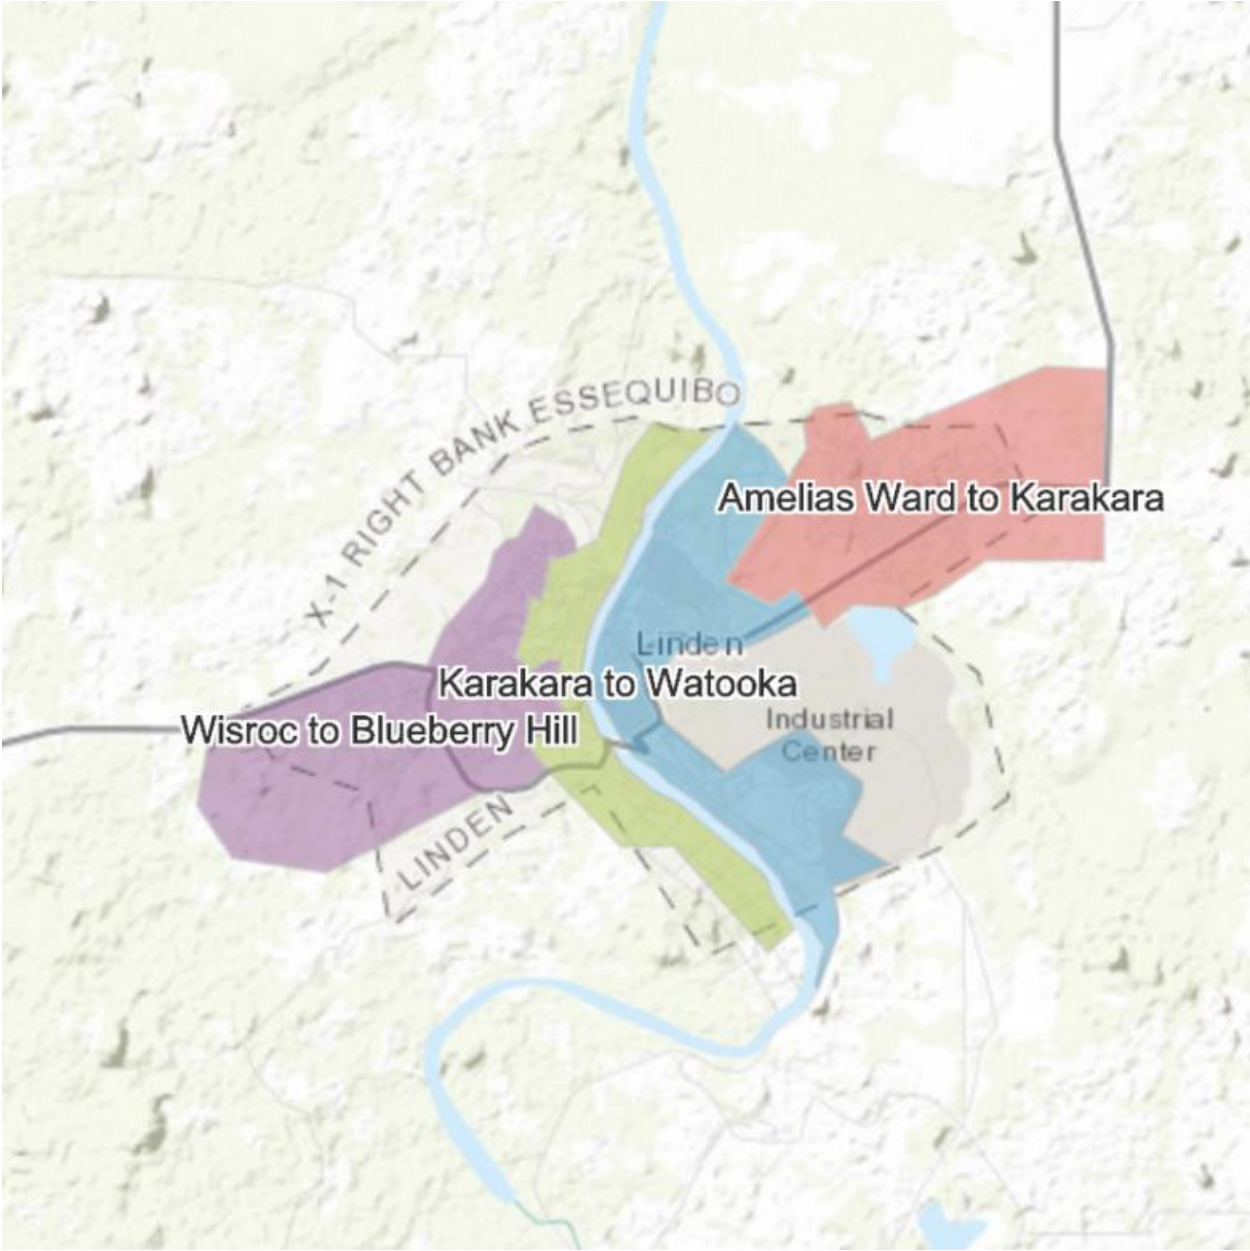 X-1 RIGHT BANK ESSEQUIBO
Amelias Ward to Karakara
Linden
Karakara to Watooka
Industrial
Center
Wisroc to Blueberry Hill
LINDEN